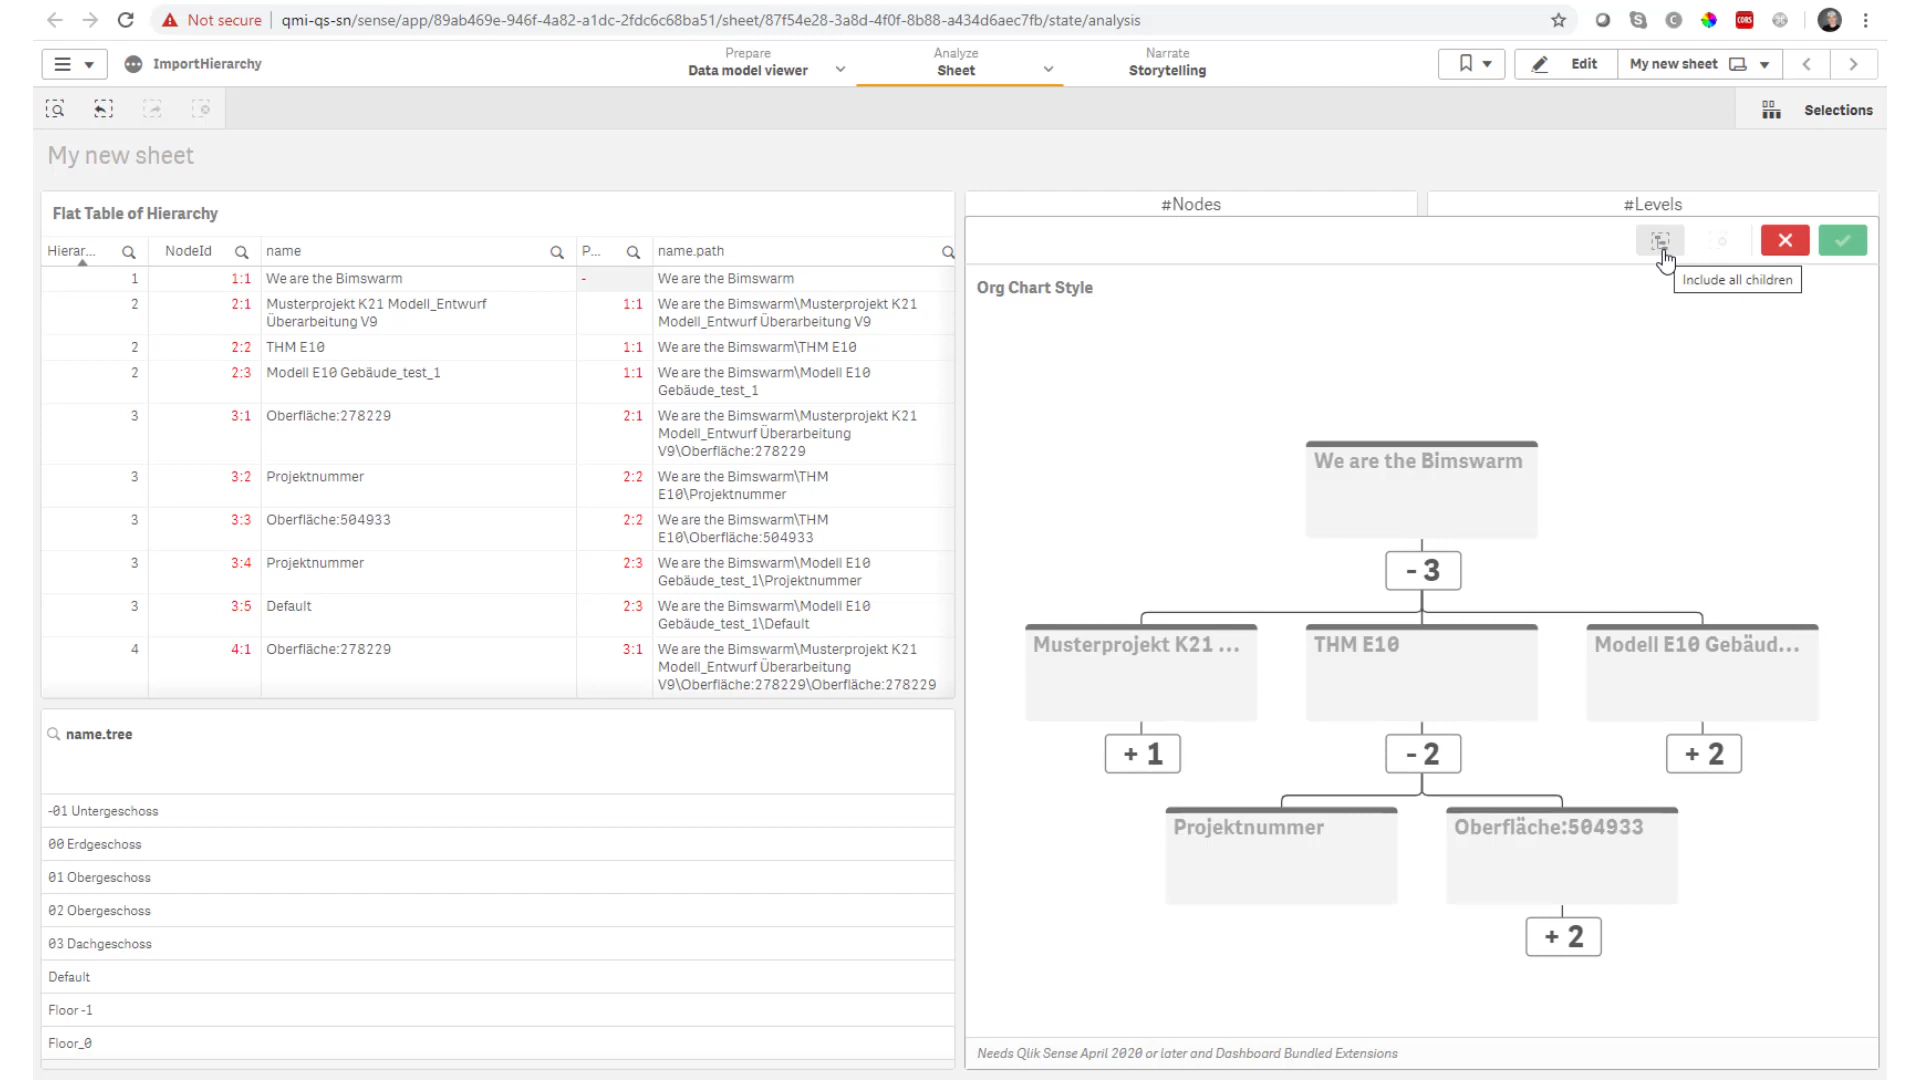 Not secure qmi-qs-sn/sense/app/89ab469e-946f-4a82-a1dc-2fdc6c68ba51/sheet/87f54e28-3a8d-4f0f-8b88-a434d6aec7fb/state/analysis
CORS
ImportHierarchy
Prepare
Data model viewer
Analyze
Sheet
Narrate
Storytelling
Edit
My new sheet
Selections
My new sheet
Flat Table of Hierarchy
Hierar... NodeId name P... name.path
1 1:1 We are the Bimswarm - We are the Bimswarm
2 2:1 Musterprojekt K21 Modell_Entwurf 1:1 We are the Bimswarm\Musterprojekt K21
Überarbeitung V9 Modell_Entwurf Überarbeitung V9
2 2:2 THM E10 1:1 We are the Bimswarm\THM E10
2 2:3 Modell E10 Gebäude_test_1 1:1 We are the Bimswarm\Modell E10
Gebäude_test_1
3 3:1 Oberfläche:278229 2:1 We are the Bimswarm\Musterprojekt K21
Modell_Entwurf Überarbeitung
V9\Oberfläche:278229
3 3:2 Projektnummer 2:2 We are the Bimswarm\THM
E10\Projektnummer
3 3:3 Oberfläche:504933 2:2 We are the Bimswarm\THM
E10\Oberfläche:504933
3 3:4 Projektnummer 2:3 We are the Bimswarm\Modell E10
Gebäude_test_1\Projektnummer
3 3:5 Default 2:3 We are the Bimswarm\Modell E10
Gebäude_test_1\Default
4 4:1 Oberfläche:278229 3:1 We are the Bimswarm\Musterprojekt K21
Modell_Entwurf Überarbeitung
V9\Oberfläche:278229\Oberfläche:278229
name.tree
-01 Untergeschoss
00 Erdgeschoss
01 Obergeschoss
02 Obergeschoss
03 Dachgeschoss
Default
Floor -1
Floor_0
#Nodes
#Levels
Include all children
Org Chart Style
We are the Bimswarm
- 3
Musterprojekt K21 ...
THM E10
Modell E10 Gebäud...
+ 1
- 2
+ 2
Projektnummer
Oberfläche:504933
+ 2
Needs Qlik Sense April 2020 or later and Dashboard Bundled Extensions